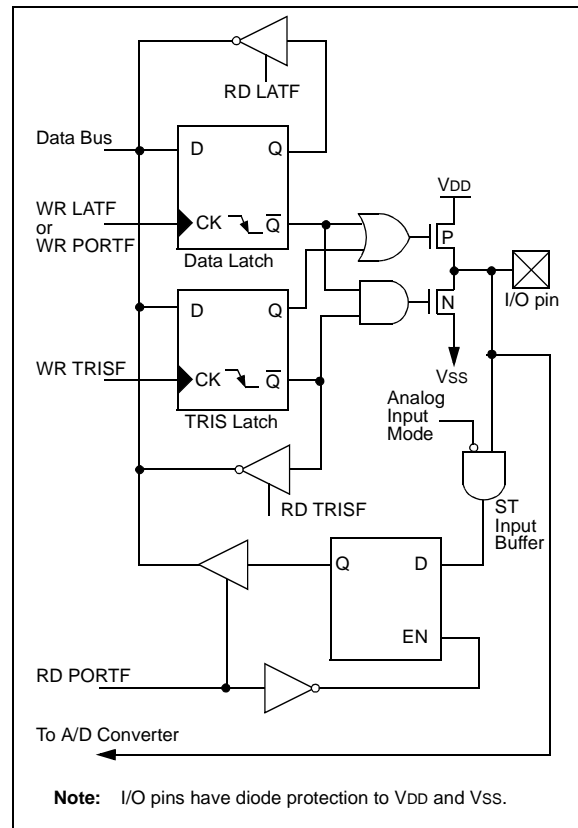 RD LATF
Data Bus
D Q
VDD
WR LATF
or
WR PORTF
CK Q
P
Data Latch
I/O pin
D Q
N
WR TRISF
CK Q
VSS
TRIS Latch
Analog
Input
Mode
RD TRISF
ST
Input
Buffer
Q D
EN
RD PORTF
To A/D Converter
Note: I/O pins have diode protection to VDD and VSS.